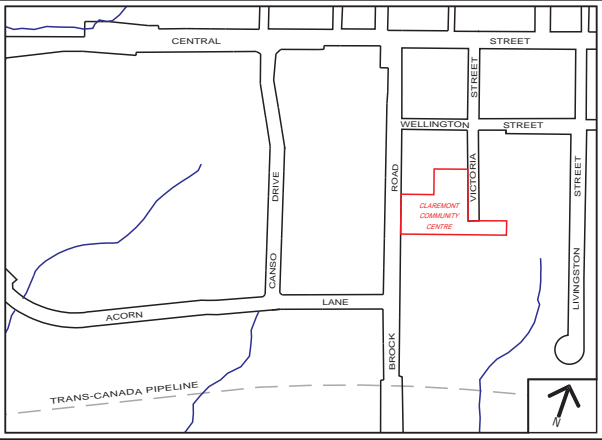 CENTRAL
STREET
STREET
WELLINGTON
STREET
ROAD
DRIVE
VICTORIA
STREET
CLAREMONT
COMMUNITY
CENTRE
CANSO
LIVINGSTON
ACORN
LANE
BROCK
TRANS-CANADA PIPELINE
N